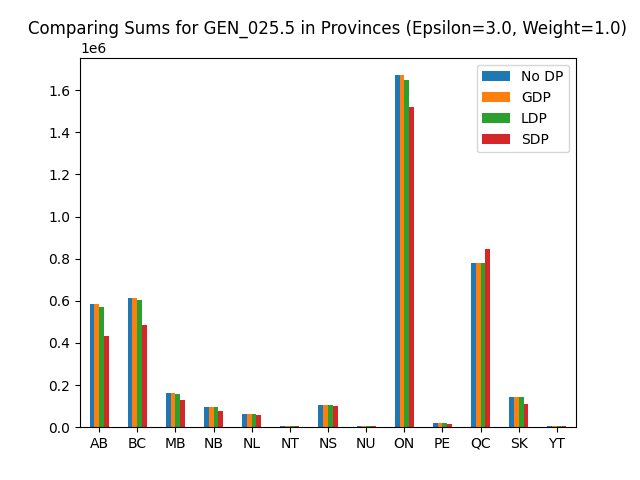 Comparing Sums for GEN_025.5 in Provinces (Epsilon=3.0, Weight=1.0)
1e6
1.6
1.4
1.2
1.0
0.8
0.6
0.4
0.2
0.0
No DP
GDP
LDP
SDP
AB BC MB NB NL NT NS NU ON PE QC SK YT